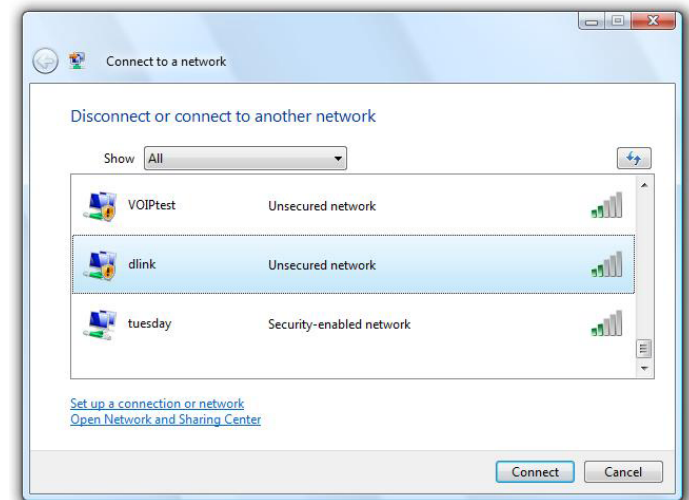 Connect to a network
Disconnect or connect to another network
Show All
VOIPtest Unsecured network
dlink Unsecured network
tuesday Security-enabled network
Set up a connection or network
Open Network and Sharing Center
Connect Cancel